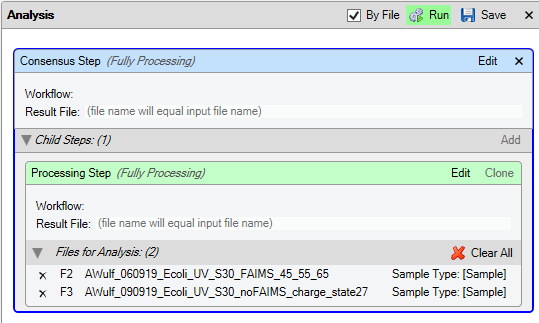 Analysis By File Run Save ×
Consensus Step (Fully Processing) Edit ×
Workflow:
Result File: (file name will equal input file name)
Child Steps: (1) Add
Processing Step (Fully Processing) Edit Clone
Workflow:
Result File: (file name will equal input file name)
Files for Analysis: (2) Clear All
× F2 AWulf_060919_Ecoli_UV_S30_FAIMS_45_55_65 Sample Type: [Sample]
× F3 AWulf_090919_Ecoli_UV_S30_noFAIMS_charge_state27 Sample Type: [Sample]